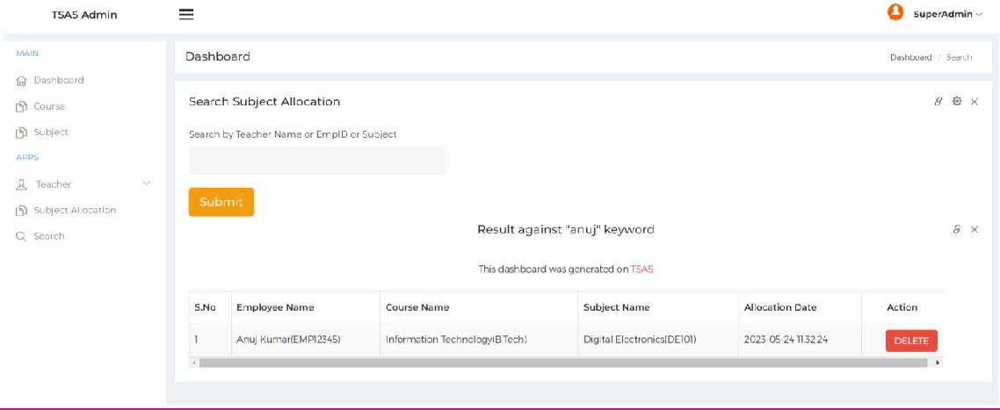 TSAS Admin
SuperAdmin
MAIN
Dashboard
Course
Subject
APPS
Teacher
Subject Allocation
Search
Dashboard
Dashboard / Search
Search Subject Allocation
Search by Teacher Name or EmpID or Subject
Submit
Result against "anuj" keyword
This dashboard was generated on TSAS
S.No Employee Name Course Name Subject Name Allocation Date Action
1 Anuj Kumar(EMP12345) Information Technology(B.Tech) Digital Electronics(DE101) 2023-05-24 11:32:24 DELETE